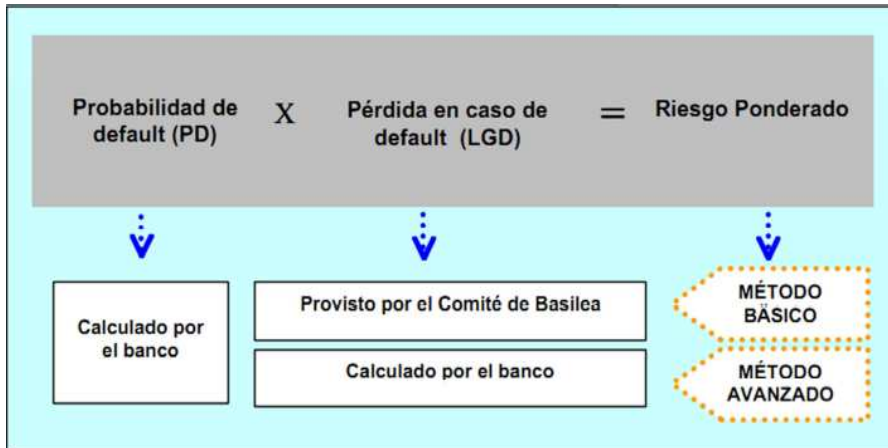 Probabilidad de
default (PD)
X
Pérdida en caso de
default (LGD)
=
Riesgo Ponderado
Calculado por
el banco
Provisto por el Comité de Basilea
Calculado por el banco
MÉTODO
BÁSICO
MÉTODO
AVANZADO